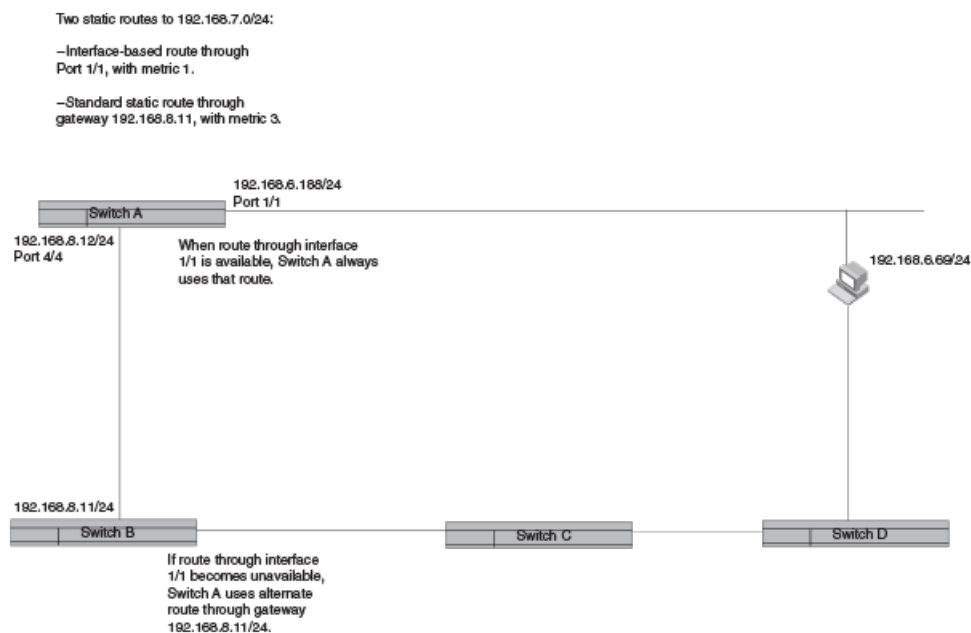 Two static routes to 192.168.7.0/24:
–Interface-based route through
Port 1/1, with metric 1.
–Standard static route through
gateway 192.168.8.11, with metric 3.
192.168.6.188/24
Port 1/1
Switch A
192.168.8.12/24
Port 4/4
When route through interface
1/1 is available, Switch A always
uses that route.
192.168.6.69/24
192.168.8.11/24
Switch B
Switch C
Switch D
If route through interface
1/1 becomes unavailable,
Switch A uses alternate
route through gateway
192.168.8.11/24.